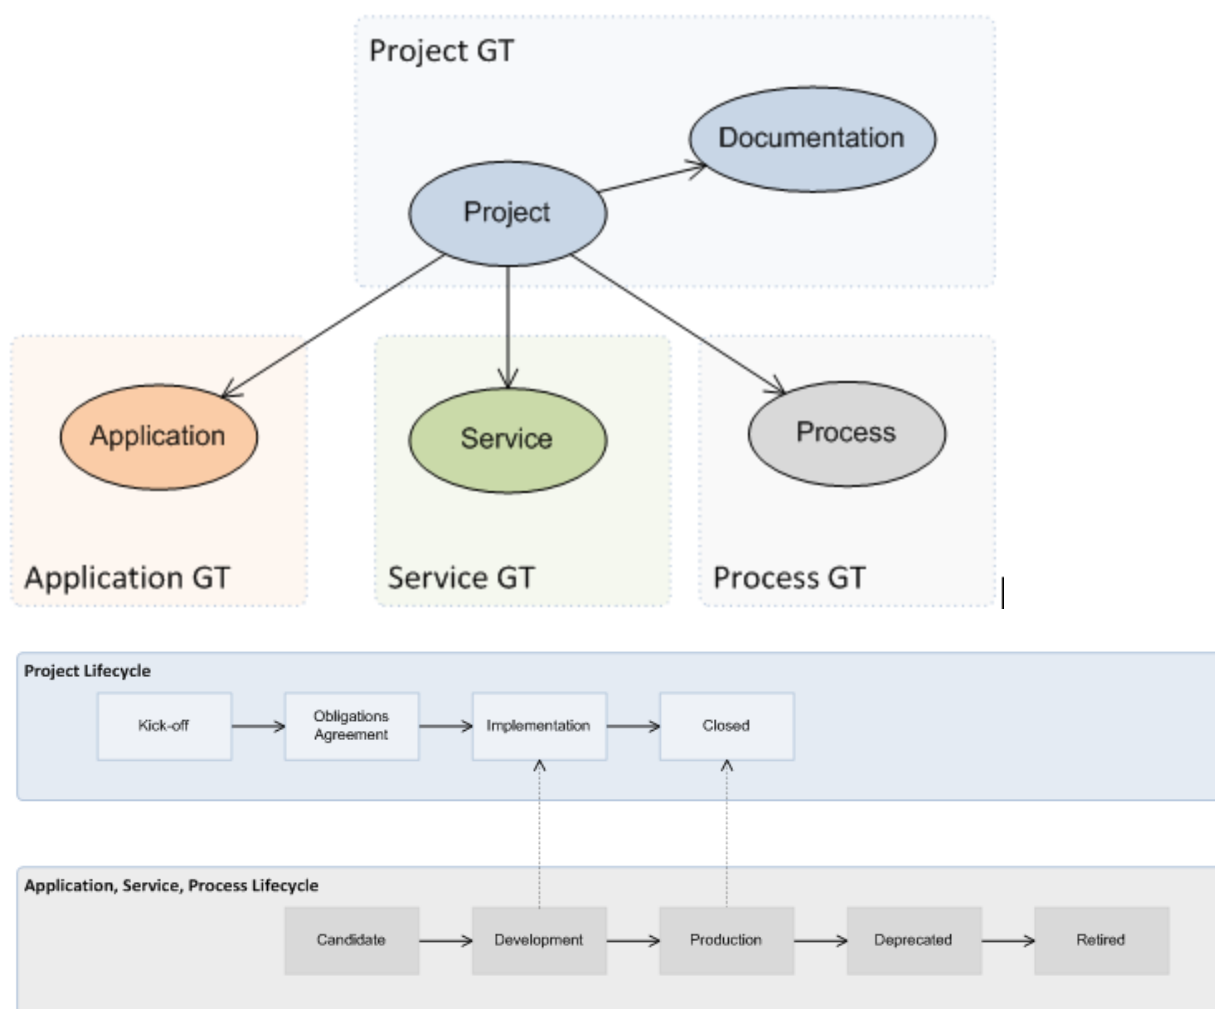 Project GT
Documentation
Project
Application
Service
Process
Application GT
Service GT
Process GT
Project Lifecycle
Kick-off
Obligations
Agreement
Implementation
Closed
Application, Service, Process Lifecycle
Candidate
Development
Production
Deprecated
Retired